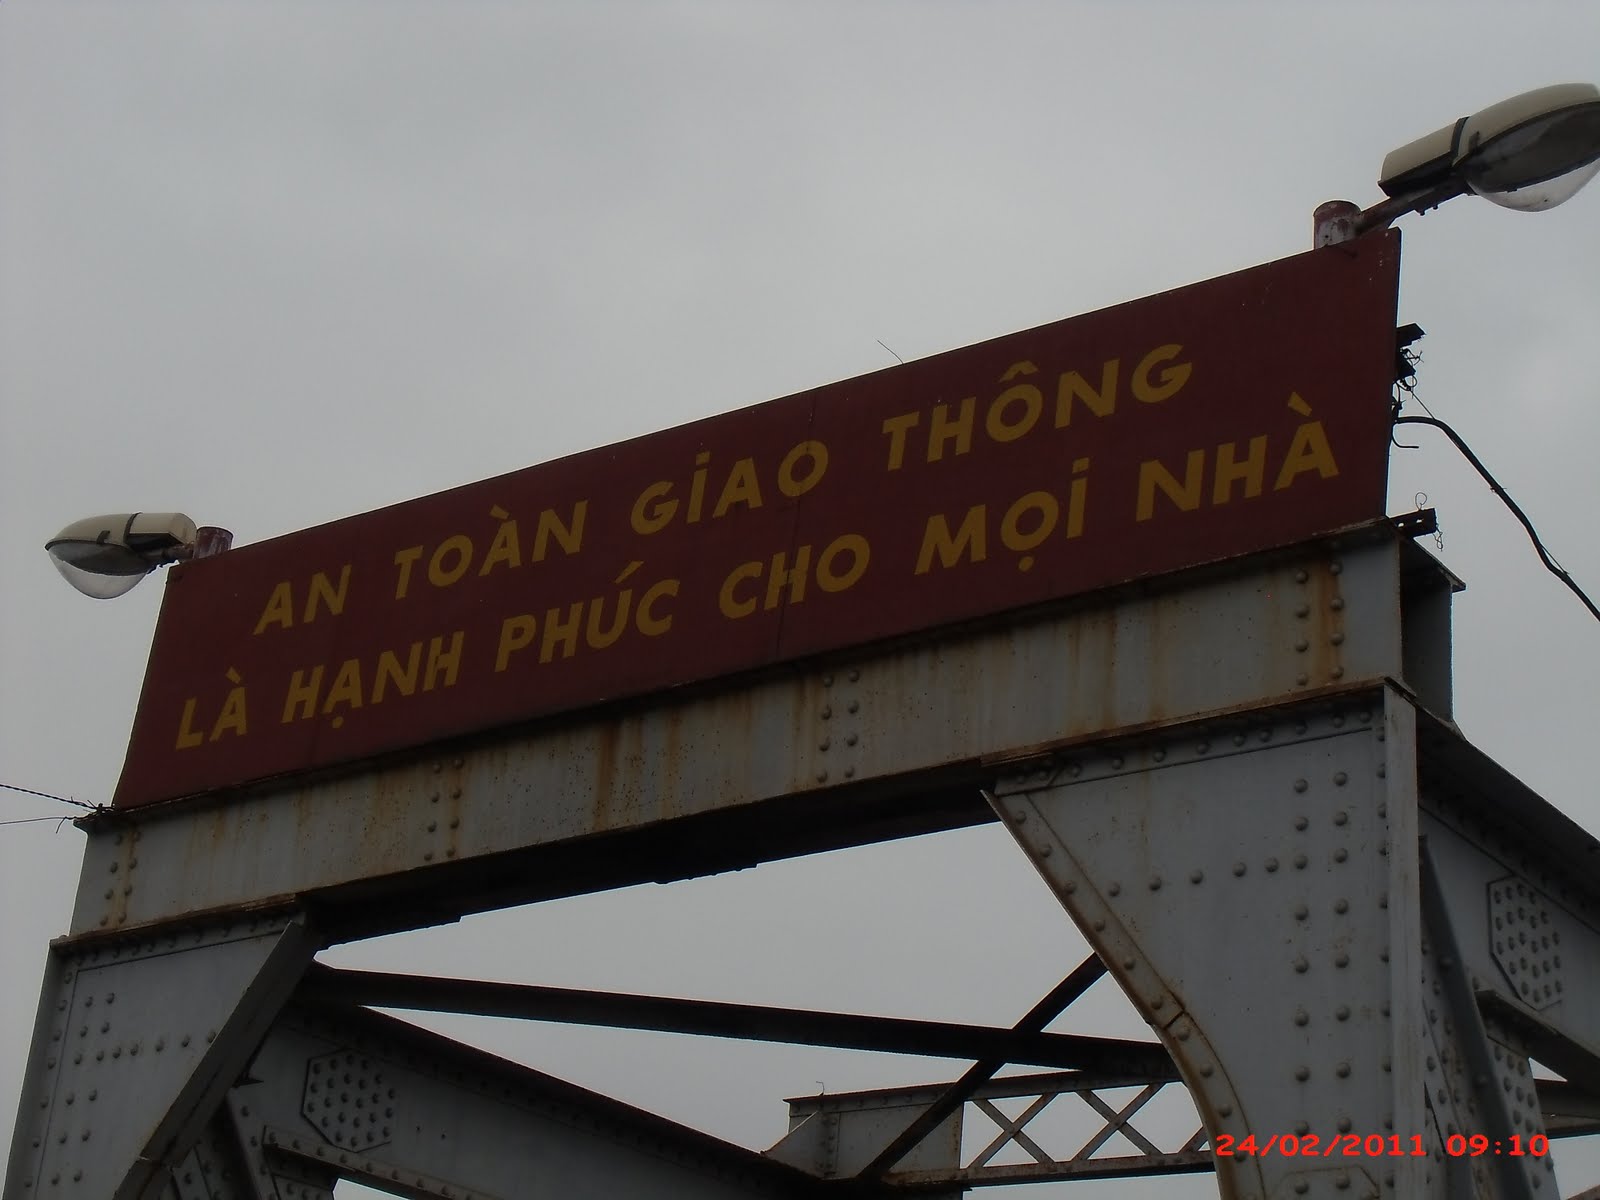 AN TOÀN GIAO THÔNG
LÀ HẠNH PHÚC CHO MỌI NHÀ
24/02/2011 09:10